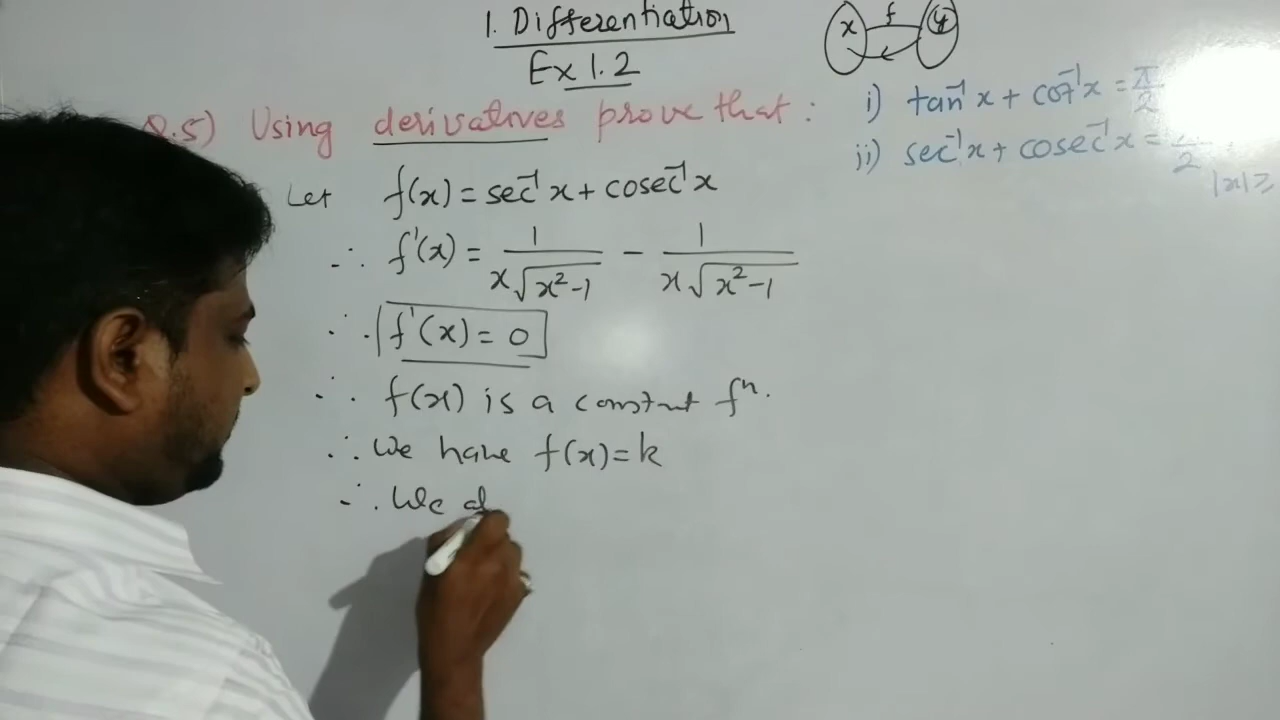 1. Differentiation
Ex 1.2
x f y
Q.5) Using derivatives prove that :
i) tan⁻¹x + cot⁻¹x = π/2
ii) sec⁻¹x + cosec⁻¹x = /2
|x| ≥
Let f(x) = sec⁻¹x + cosec⁻¹x
∴ f'(x) = 1/(x√(x²-1)) - 1/(x√(x²-1))
∴ f'(x) = 0
∴ f(x) is a constant fⁿ.
∴ We have f(x) = k
∴ We d